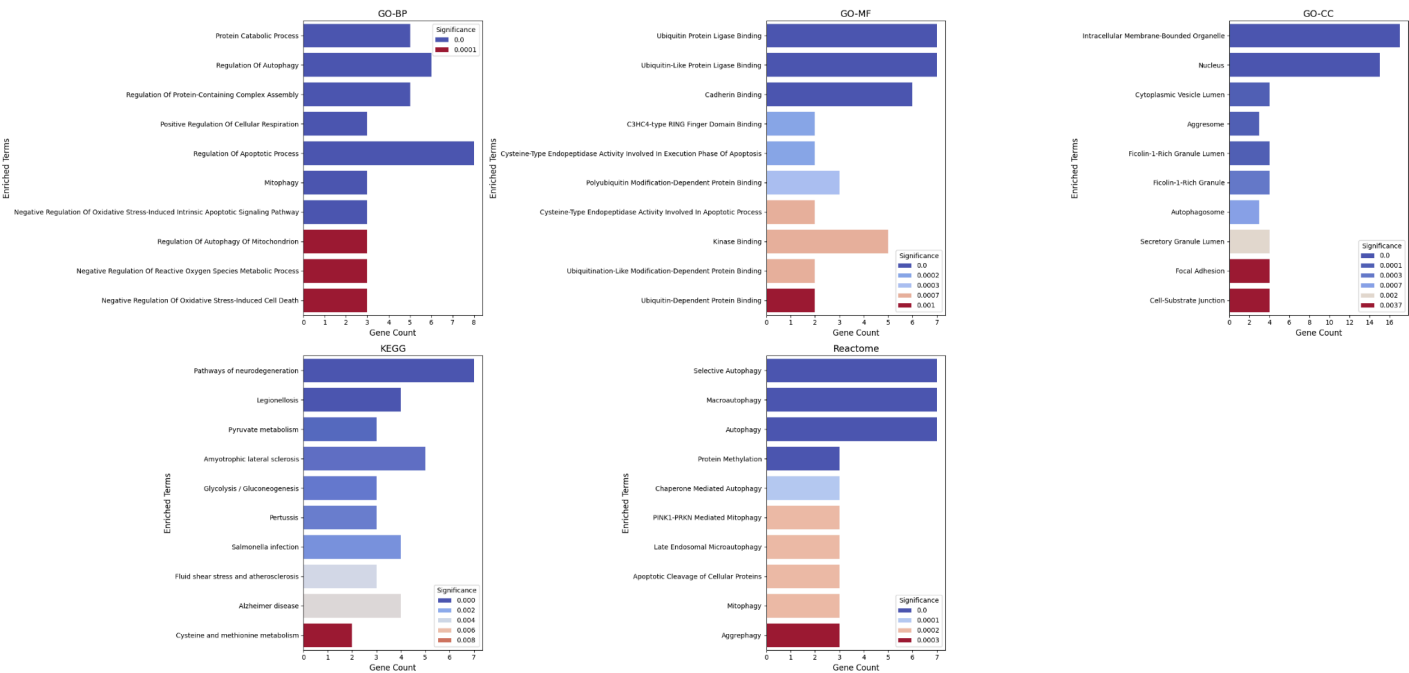 GO-BP
Enriched Terms
Protein Catabolic Process
Regulation Of Autophagy
Regulation Of Protein-Containing Complex Assembly
Positive Regulation Of Cellular Respiration
Regulation Of Apoptotic Process
Mitophagy
Negative Regulation Of Oxidative Stress-Induced Intrinsic Apoptotic Signaling Pathway
Regulation Of Autophagy Of Mitochondrion
Negative Regulation Of Reactive Oxygen Species Metabolic Process
Negative Regulation Of Oxidative Stress-Induced Cell Death
Significance
0.0
0.0001
0 1 2 3 4 5 6 7 8
Gene Count
GO-MF
Enriched Terms
Ubiquitin Protein Ligase Binding
Ubiquitin-Like Protein Ligase Binding
Cadherin Binding
C3HC4-type RING Finger Domain Binding
Cysteine-Type Endopeptidase Activity Involved In Execution Phase Of Apoptosis
Polyubiquitin Modification-Dependent Protein Binding
Cysteine-Type Endopeptidase Activity Involved In Apoptotic Process
Kinase Binding
Ubiquitination-Like Modification-Dependent Protein Binding
Ubiquitin-Dependent Protein Binding
Significance
0.0
0.0002
0.0003
0.0007
0.001
0 1 2 3 4 5 6 7
Gene Count
GO-CC
Enriched Terms
Intracellular Membrane-Bounded Organelle
Nucleus
Cytoplasmic Vesicle Lumen
Aggresome
Ficolin-1-Rich Granule Lumen
Ficolin-1-Rich Granule
Autophagosome
Secretory Granule Lumen
Focal Adhesion
Cell-Substrate Junction
Significance
0.0
0.0001
0.0003
0.0007
0.002
0.0037
0 2 4 6 8 10 12 14 16
Gene Count
KEGG
Enriched Terms
Pathways of neurodegeneration
Legionellosis
Pyruvate metabolism
Amyotrophic lateral sclerosis
Glycolysis / Gluconeogenesis
Pertussis
Salmonella infection
Fluid shear stress and atherosclerosis
Alzheimer disease
Cysteine and methionine metabolism
Significance
0.000
0.002
0.004
0.006
0.008
0 1 2 3 4 5 6 7
Gene Count
Reactome
Enriched Terms
Selective Autophagy
Macroautophagy
Autophagy
Protein Methylation
Chaperone Mediated Autophagy
PINK1-PRKN Mediated Mitophagy
Late Endosomal Microautophagy
Apoptotic Cleavage of Cellular Proteins
Mitophagy
Aggrephagy
Significance
0.0
0.0001
0.0002
0.0003
0 1 2 3 4 5 6 7
Gene Count